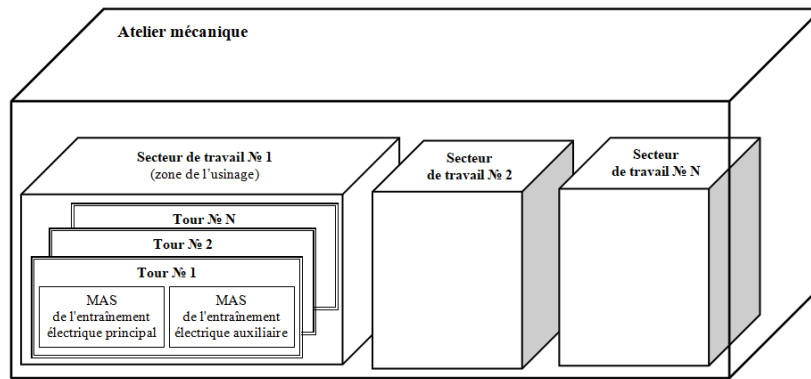 Atelier mécanique
Secteur de travail № 1
(zone de l’usinage)
Tour № N
Tour № 2
Tour № 1
MAS
de l'entraînement
électrique principal
MAS
de l'entraînement
électrique auxiliaire
Secteur
de travail № 2
Secteur
de travail № N